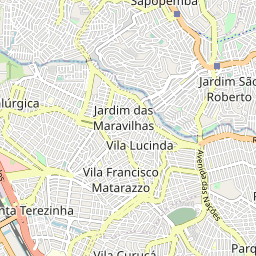 Sapopemba
Jardim São
Roberto
alúrgica
Jardim das
Maravilhas
Vila Lucinda
Avenida das Nações
Vila Francisco
Matarazzo
nta Terezinha
Vila Curuçá
Parq